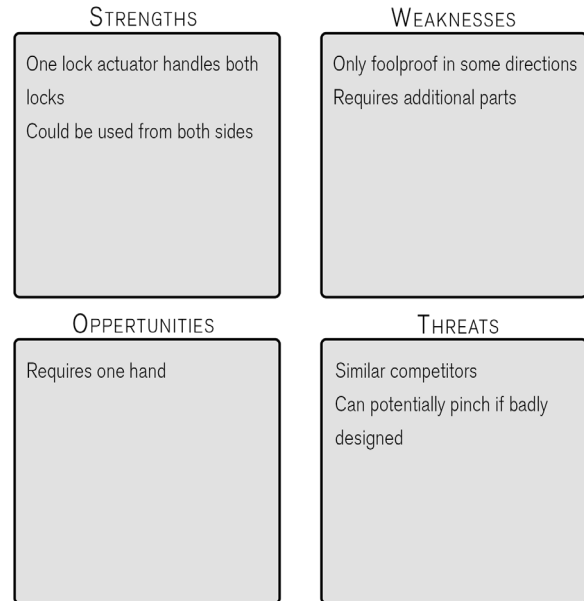 Strengths
One lock actuator handles both
locks
Could be used from both sides
Weaknesses
Only foolproof in some directions
Requires additional parts
Oppertunities
Requires one hand
Threats
Similar competitors
Can potentially pinch if badly
designed